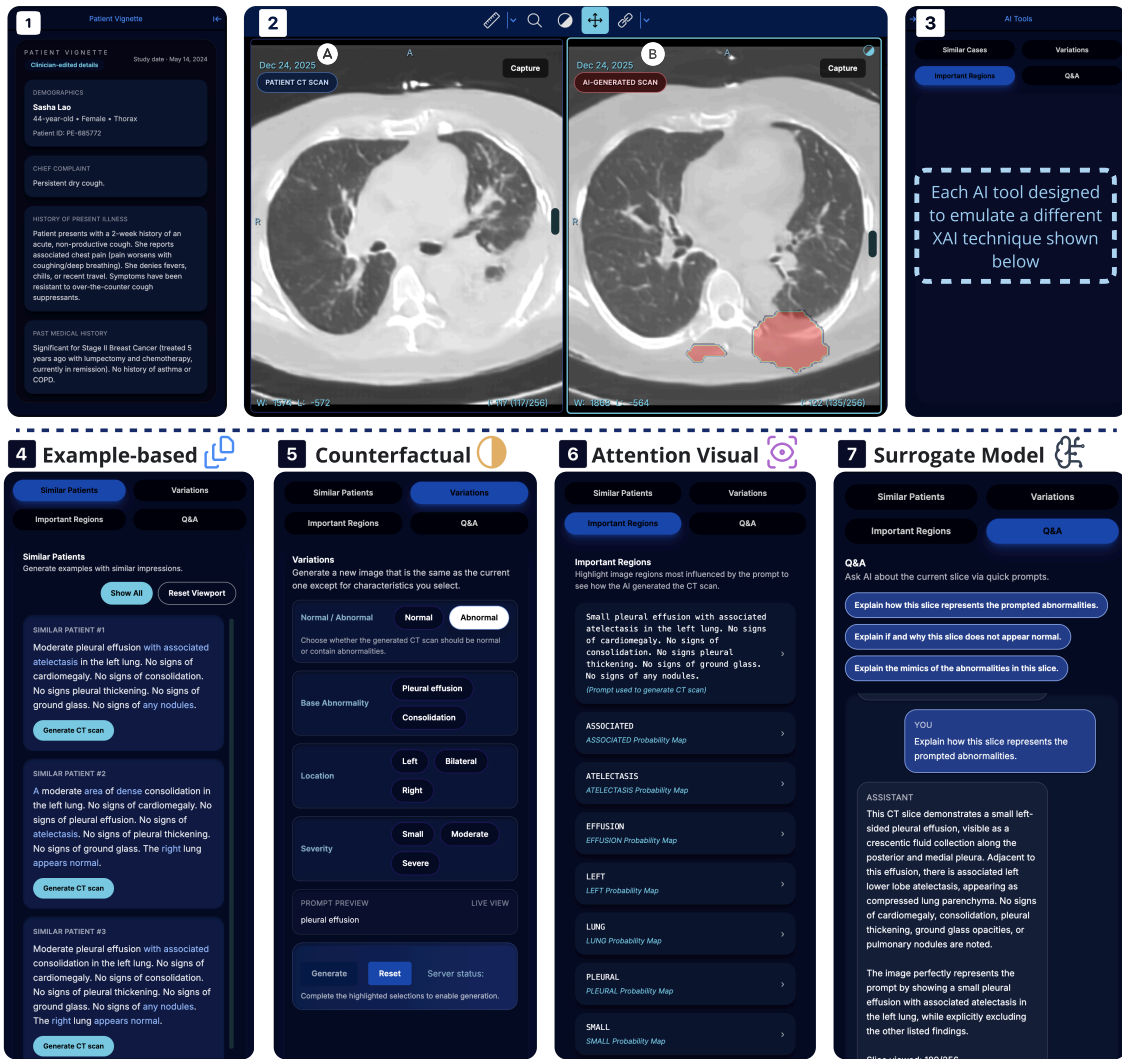 1
Patient Vignette
PATIENT VIGNETTE
Clinician-edited details
Study date · May 14, 2024
DEMOGRAPHICS
Sasha Lao
44-year-old • Female • Thorax
Patient ID: PE-685772
CHIEF COMPLAINT
Persistent dry cough.
HISTORY OF PRESENT ILLNESS
Patient presents with a 2-week history of an
acute, non-productive cough. She reports
associated chest pain (pain worsens with
coughing/deep breathing). She denies fevers,
chills, or recent travel. Symptoms have been
resistant to over-the-counter cough
suppressants.
PAST MEDICAL HISTORY
Significant for Stage II Breast Cancer (treated 5
years ago with lumpectomy and chemotherapy,
currently in remission). No history of asthma or
COPD.
2
A
A
Dec 24, 2025
PATIENT CT SCAN
Capture
R
W: 1574 L: -572
I: 117 (117/256)
B
A
Dec 24, 2025
AI-GENERATED SCAN
Capture
R
L: -564
(135/256)
3
AI Tools
Similar Cases
Variations
Important Regions
Q&A
Each AI tool designed
to emulate a different
XAI technique shown
below
4 Example-based
Similar Patients
Variations
Important Regions
Q&A
Similar Patients
Generate examples with similar impressions.
Show All
Reset Viewport
SIMILAR PATIENT #1
Moderate pleural effusion with associated
atelectasis in the left lung. No signs of
cardiomegaly. No signs of consolidation.
No signs pleural thickening. No signs of
ground glass. No signs of any nodules.
Generate CT scan
SIMILAR PATIENT #2
A moderate area of dense consolidation in
the left lung. No signs of cardiomegaly. No
signs of pleural effusion. No signs of
atelectasis. No signs of pleural thickening.
No signs of ground glass. The right lung
appears normal.
Generate CT scan
SIMILAR PATIENT #3
Moderate pleural effusion with associated
consolidation in the left lung. No signs of
cardiomegaly. No signs of consolidation.
No signs of pleural thickening. No signs of
ground glass. No signs of any nodules.
The right lung appears normal.
Generate CT scan
5 Counterfactual
Similar Patients
Variations
Important Regions
Q&A
Variations
Generate a new image that is the same as the current
one except for characteristics you select.
Normal / Abnormal
Normal
Abnormal
Choose whether the generated CT scan should be normal
or contain abnormalities.
Base Abnormality
Pleural effusion
Consolidation
Location
Left
Bilateral
Right
Severity
Small
Moderate
Severe
PROMPT PREVIEW
LIVE VIEW
pleural effusion
Generate
Reset
Server status:
Complete the highlighted selections to enable generation.
6 Attention Visual
Similar Patients
Variations
Important Regions
Q&A
Important Regions
Highlight image regions most influenced by the prompt to
see how the AI generated the CT scan.
Small pleural effusion with associated
atelectasis in the left lung. No signs
of cardiomegaly. No signs of
consolidation. No signs pleural
thickening. No signs of ground glass.
No signs of any nodules.
(Prompt used to generate CT scan)
ASSOCIATED
ASSOCIATED Probability Map
ATELECTASIS
ATELECTASIS Probability Map
EFFUSION
EFFUSION Probability Map
LEFT
LEFT Probability Map
LUNG
LUNG Probability Map
PLEURAL
PLEURAL Probability Map
SMALL
SMALL Probability Map
7 Surrogate Model
Similar Patients
Variations
Important Regions
Q&A
Q&A
Ask AI about the current slice via quick prompts.
Explain how this slice represents the prompted abnormalities.
Explain if and why this slice does not appear normal.
Explain the mimics of the abnormalities in this slice.
YOU
Explain how this slice represents the
prompted abnormalities.
ASSISTANT
This CT slice demonstrates a small left-
sided pleural effusion, visible as a
crescentic fluid collection along the
posterior and medial pleura. Adjacent to
this effusion, there is associated left
lower lobe atelectasis, appearing as
compressed lung parenchyma. No signs
of cardiomegaly, consolidation, pleural
thickening, ground glass opacities, or
pulmonary nodules are noted.
The image perfectly represents the
prompt by showing a small pleural
effusion with associated atelectasis in
the left lung, while explicitly excluding
the other listed findings.